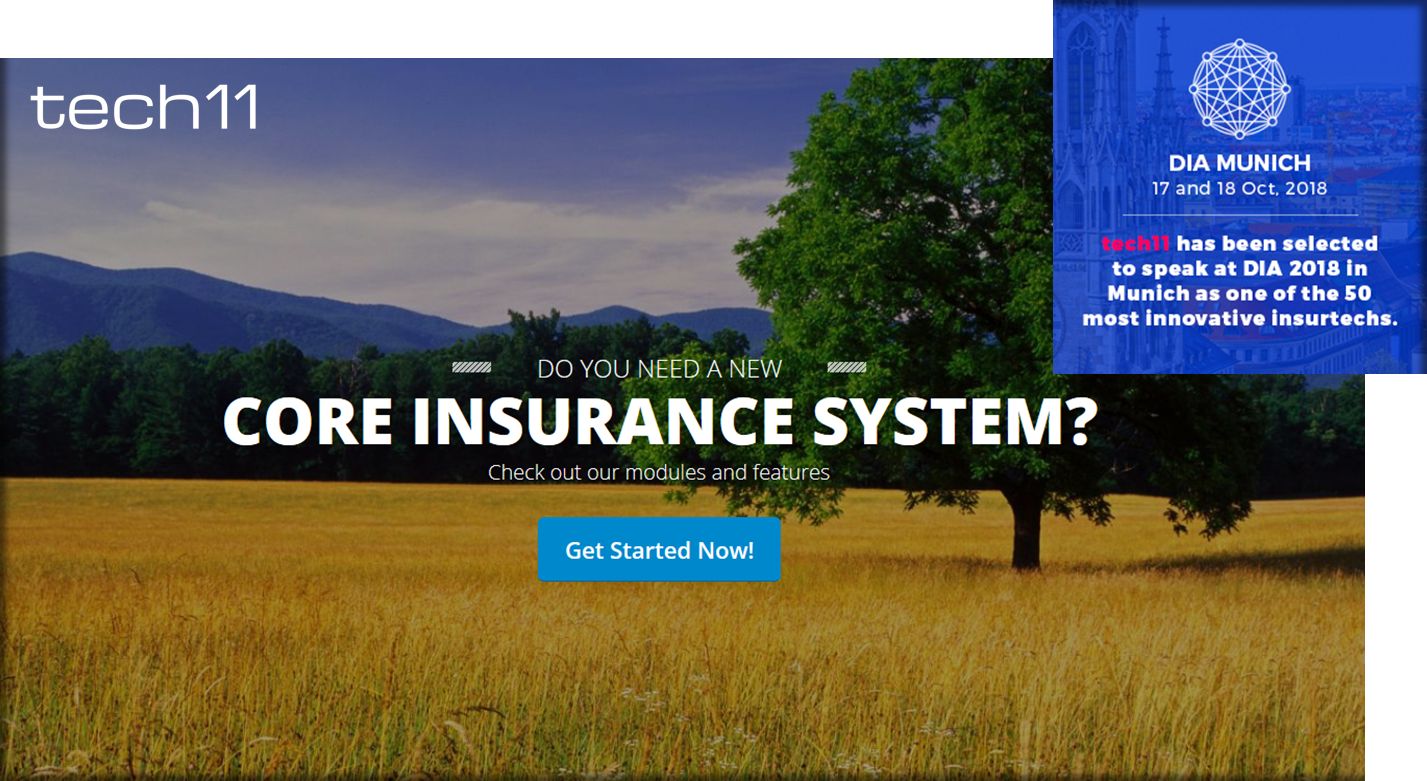 tech11
DIA MUNICH
17 and 18 Oct, 2018
tech11 has been selected
to speak at DIA 2018 in
Munich as one of the 50
most innovative insurtechs.
DO YOU NEED A NEW
CORE INSURANCE SYSTEM?
Check out our modules and features
Get Started Now!